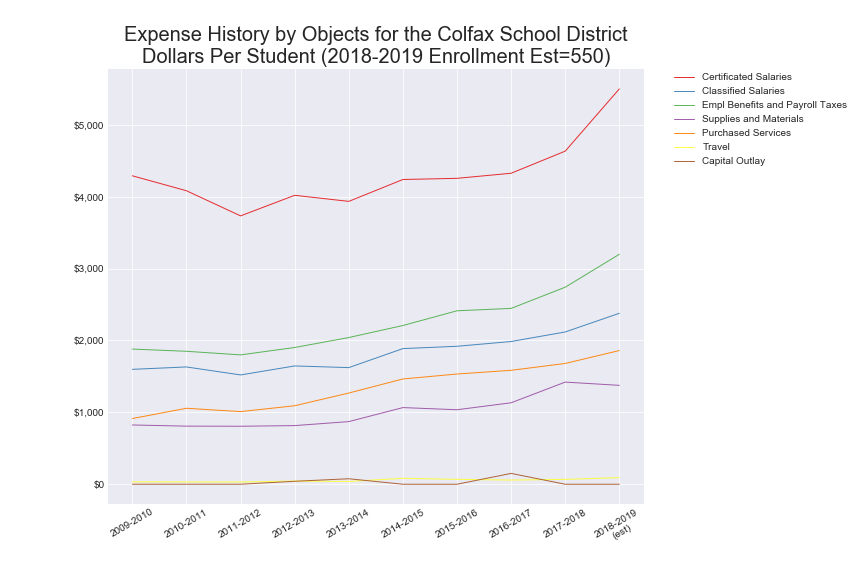 Expense History by Objects for the Colfax School District
Dollars Per Student (2018-2019 Enrollment Est=550)
Certificated Salaries
Classified Salaries
Empl Benefits and Payroll Taxes
Supplies and Materials
Purchased Services
Travel
Capital Outlay
$5,000
$4,000
$3,000
$2,000
$1,000
$0
2009-2010
2010-2011
2011-2012
2012-2013
2013-2014
2014-2015
2015-2016
2016-2017
2017-2018
2018-2019
(est)